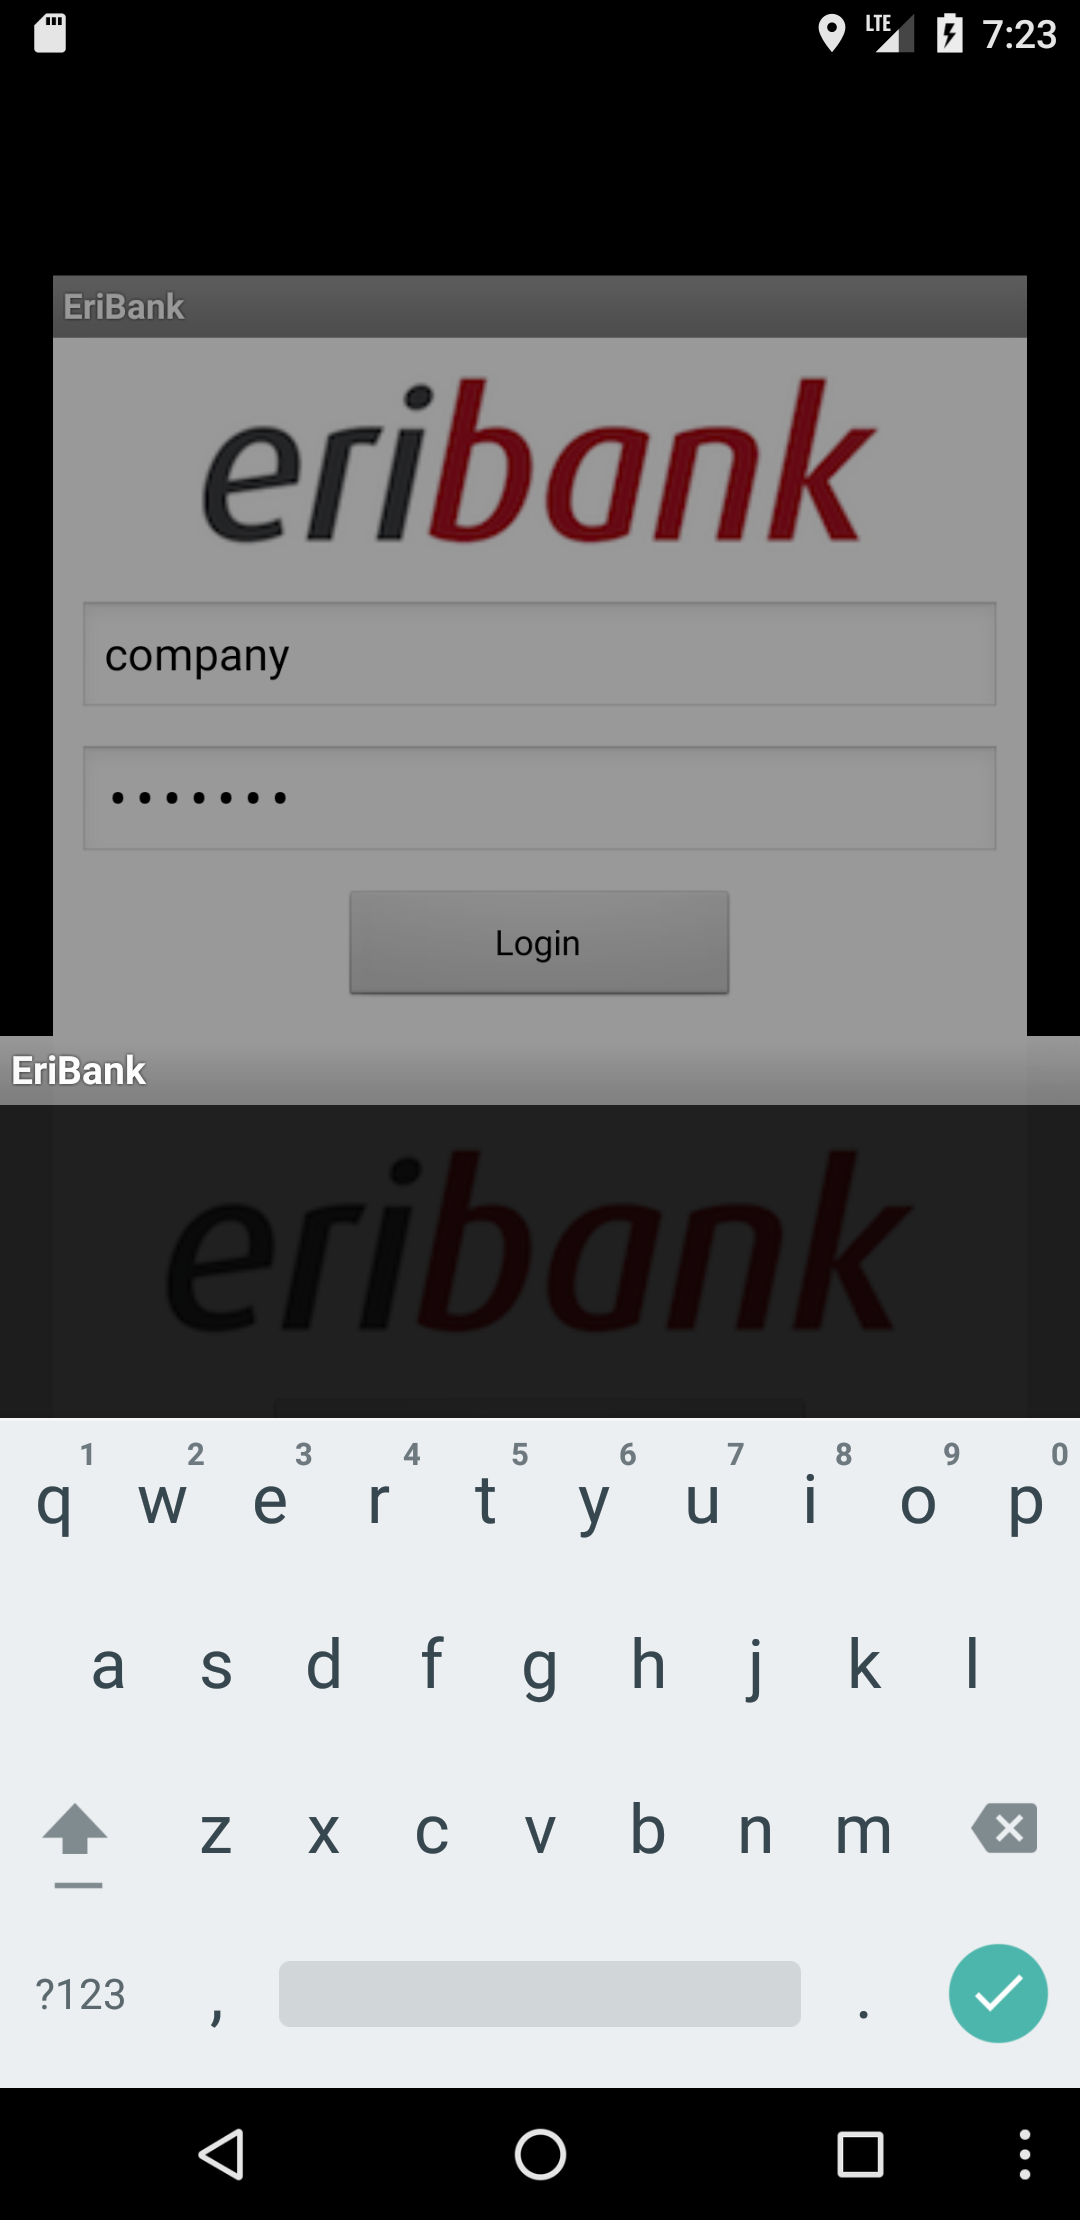 LTE 7:23
EriBank
eribank
company
•••••••
Login
EriBank
eribank
1 2 3 4 5 6 7 8 9 0
q w e r t y u i o p
a s d f g h j k l
z x c v b n m
?123 , .